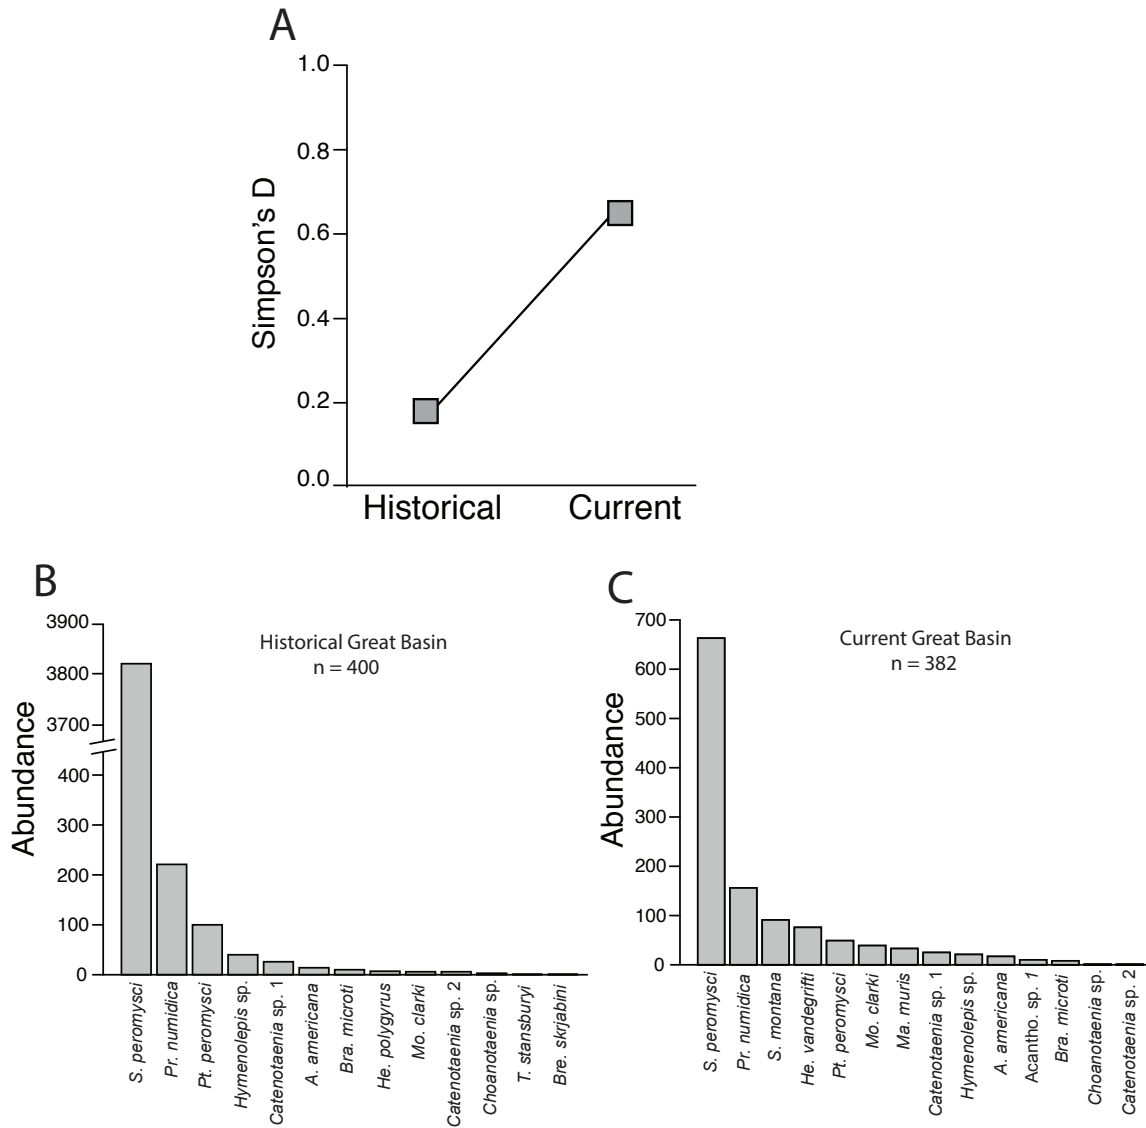 A
1.0
0.8
0.6
0.4
0.2
0.0
Simpson's D
Historical
Current
B
3900
3800
3700
400
300
200
100
0
Abundance
Historical Great Basin
n = 400
S. peromysci
Pr. numidica
Pt. peromysci
Hymenolepis sp.
Catenotaenia sp. 1
A. americana
Bra. microti
He. polygyrus
Mo. clarki
Catenotaenia sp. 2
Choanotaenia sp.
T. stansburyi
Bre. skrjabini
C
700
600
500
400
300
200
100
0
Abundance
Current Great Basin
n = 382
S. peromysci
Pr. numidica
S. montana
He. vandegrifti
Pt. peromysci
Mo. clarki
Ma. muris
Catenotaenia sp. 1
Hymenolepis sp.
A. americana
Acantho. sp. 1
Bra. microti
Choanotaenia sp.
Catenotaenia sp. 2